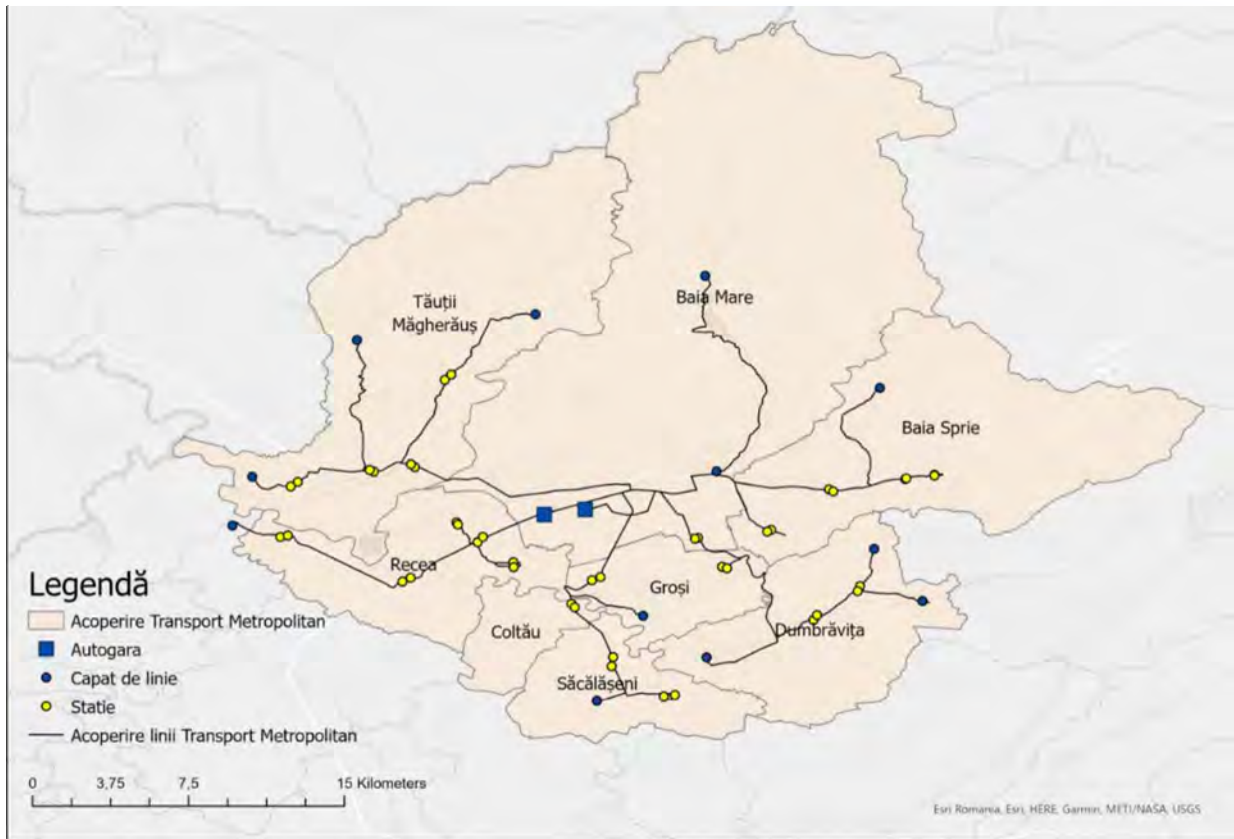 Tăuții
Măgherăuș
Baia Mare
Baia Sprie
Recea
Groși
Coltău
Dumbrăvița
Săcălășeni
Legendă
Acoperire Transport Metropolitan
Autogara
Capat de linie
Statie
Acoperire linii Transport Metropolitan
0 3,75 7,5 15 Kilometers
Esri Romania, Esri, HERE, Garmin, METI/NASA, USGS